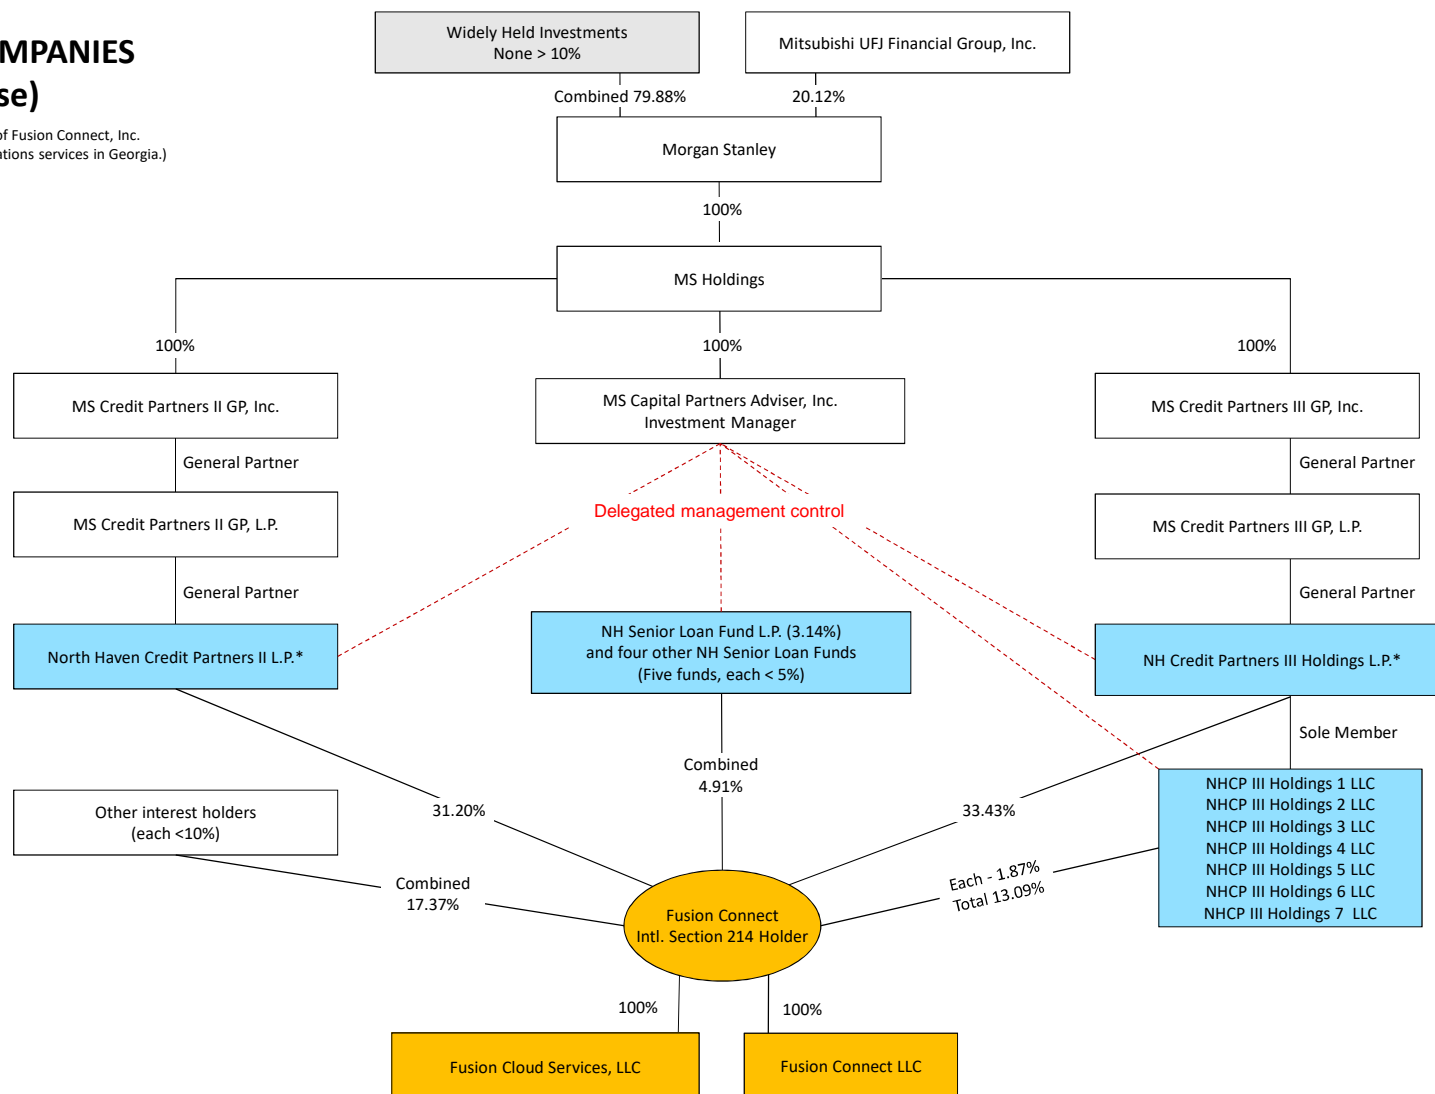 MPANIES
se)
of Fusion Connect, Inc.
ations services in Georgia.)
Widely Held Investments
None > 10%
Mitsubishi UFJ Financial Group, Inc.
Combined 79.88%
20.12%
Morgan Stanley
100%
MS Holdings
100%
100%
100%
MS Credit Partners II GP, Inc.
MS Capital Partners Adviser, Inc.
Investment Manager
MS Credit Partners III GP, Inc.
General Partner
General Partner
MS Credit Partners II GP, L.P.
Delegated management control
MS Credit Partners III GP, L.P.
General Partner
General Partner
North Haven Credit Partners II L.P.*
NH Senior Loan Fund L.P. (3.14%)
and four other NH Senior Loan Funds
(Five funds, each < 5%)
NH Credit Partners III Holdings L.P.*
Sole Member
Combined
4.91%
Other interest holders
(each <10%)
31.20%
33.43%
NHCP III Holdings 1 LLC
NHCP III Holdings 2 LLC
NHCP III Holdings 3 LLC
NHCP III Holdings 4 LLC
NHCP III Holdings 5 LLC
NHCP III Holdings 6 LLC
NHCP III Holdings 7 LLC
Combined
17.37%
Each - 1.87%
Total 13.09%
Fusion Connect
Intl. Section 214 Holder
100%
100%
Fusion Cloud Services, LLC
Fusion Connect LLC